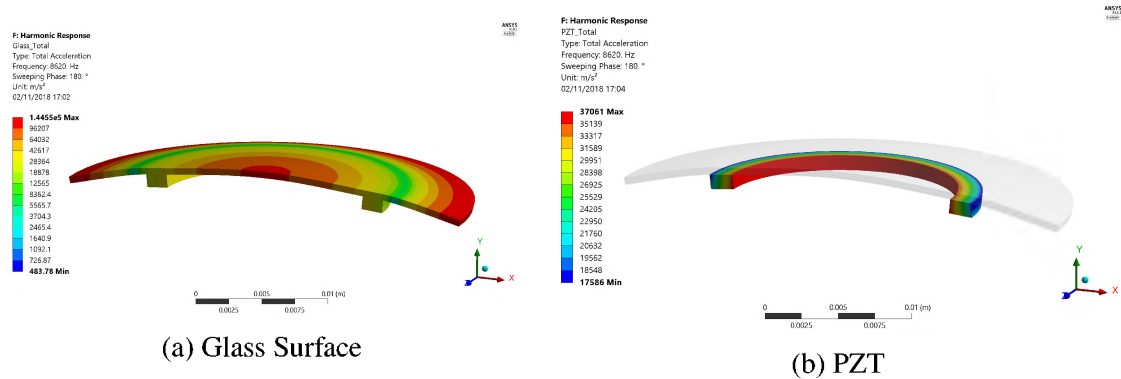 ANSYS
F: Harmonic Response
Glass_Total
Type: Total Acceleration
Frequency: 8620. Hz
Sweeping Phase: 180. °
Unit: m/s²
02/11/2018 17:02
1.4455e5 Max
96207
64032
42617
28364
18878
12565
8362.4
5565.7
3704.3
2465.4
1640.9
1092.1
726.87
483.78 Min
Y
X
0 0.005 0.01 (m)
0.0025 0.0075
(a) Glass Surface
ANSYS
F: Harmonic Response
PZT_Total
Type: Total Acceleration
Frequency: 8620. Hz
Sweeping Phase: 180. °
Unit: m/s²
02/11/2018 17:04
37061 Max
35139
33317
31589
29951
28398
26925
25529
24205
22950
21760
20632
19562
18548
17586 Min
Y
X
0 0.005 0.01 (m)
0.0025 0.0075
(b) PZT